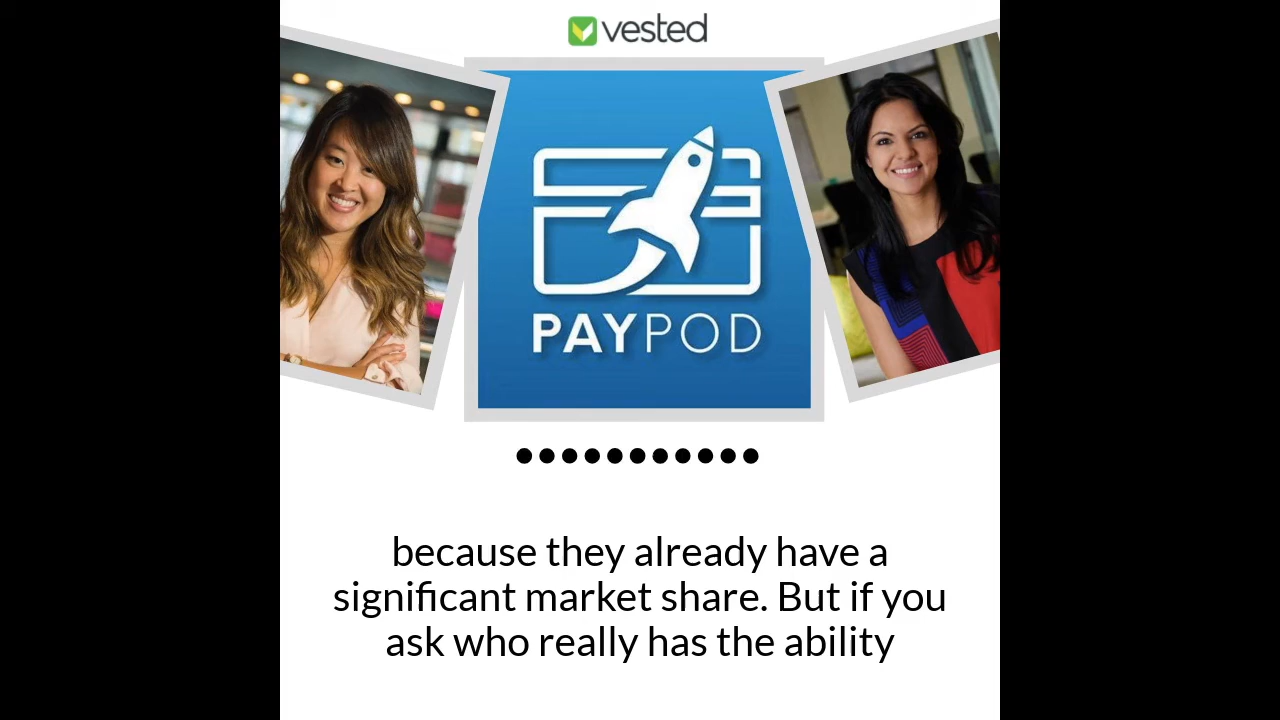 vested
PAYPOD
because they already have a
significant market share. But if you
ask who really has the ability